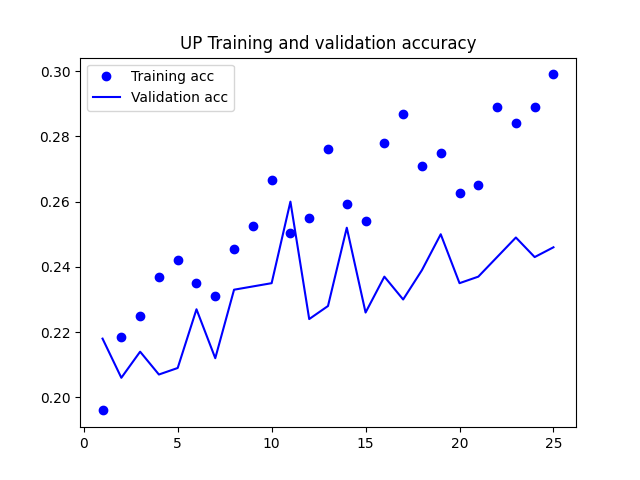 UP Training and validation accuracy
0.30
0.28
0.26
0.24
0.22
0.20
Training acc
Validation acc
0 5 10 15 20 25